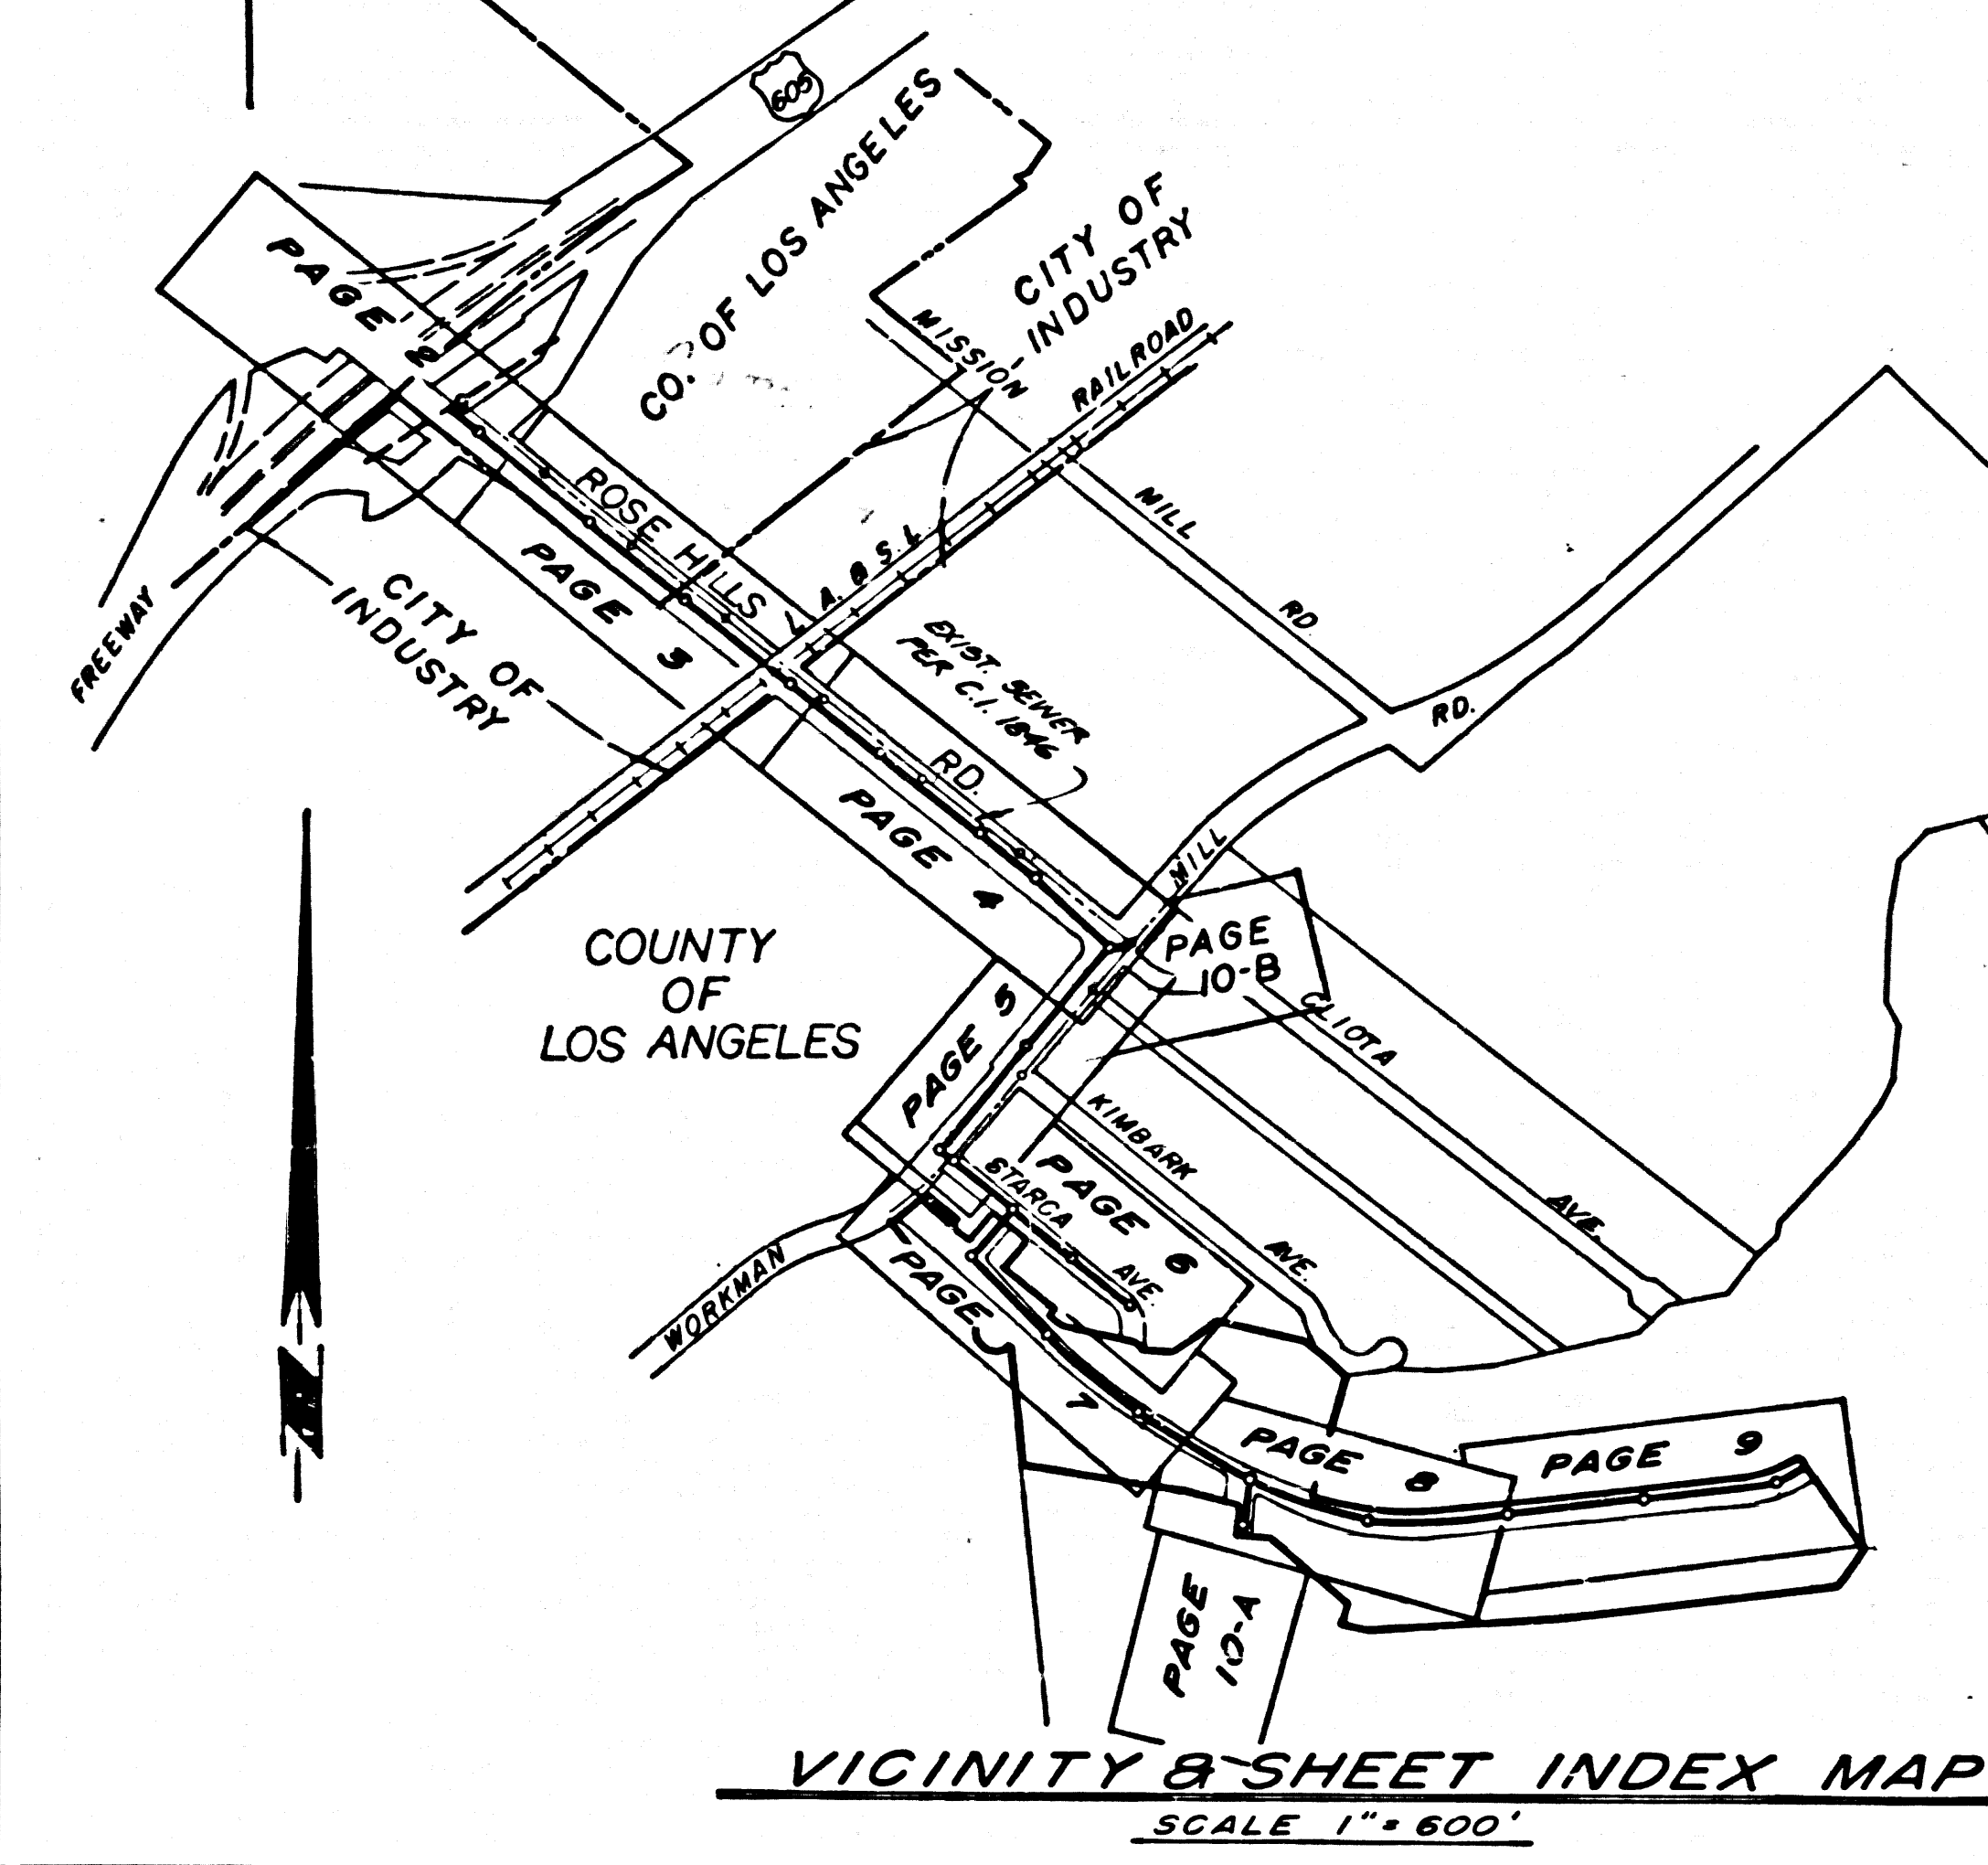 605
CO. OF LOS ANGELES
CITY OF
INDUSTRY
PAGE 2
MISSION
MILL
RD
RAILROAD
L. A. & S. L.
ROSE HILLS
RD.
PAGE 3
CITY OF
INDUSTRY
FREEWAY
EXIST. SEWER
PER C.I. 1846
RD.
MILL
PAGE 4
COUNTY
OF
LOS ANGELES
PAGE
10-B
PAGE 5
CLIOTA
AVE.
KIMBARK
AVE.
PAGE 6
STARCA
AVE.
WORKMAN
PAGE
7
PAGE 8
PAGE 9
PAGE
10-A
N
VICINITY & SHEET INDEX MAP
SCALE 1" = 600'